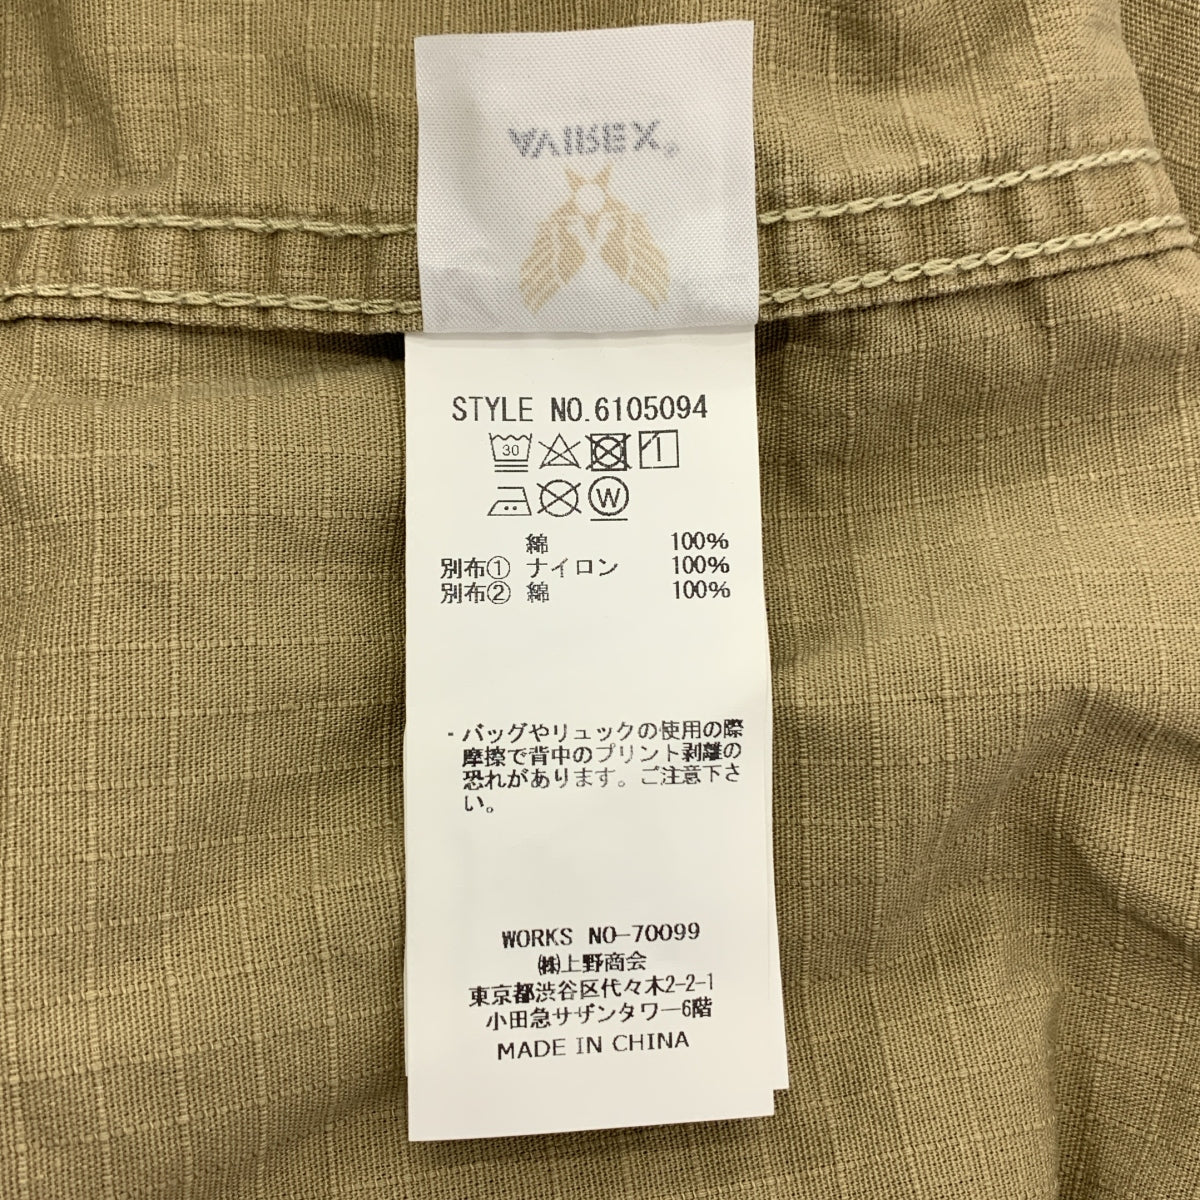 AVIREX®
STYLE NO.6105094
30
W
綿 100%
別布① ナイロン 100%
別布② 綿 100%
・バッグやリュックの使用の際
摩擦で背中のプリント剥離の
恐れがあります。ご注意下さ
い。
WORKS NO-70099
㈱上野商会
東京都渋谷区代々木2-2-1
小田急サザンタワー6階
MADE IN CHINA